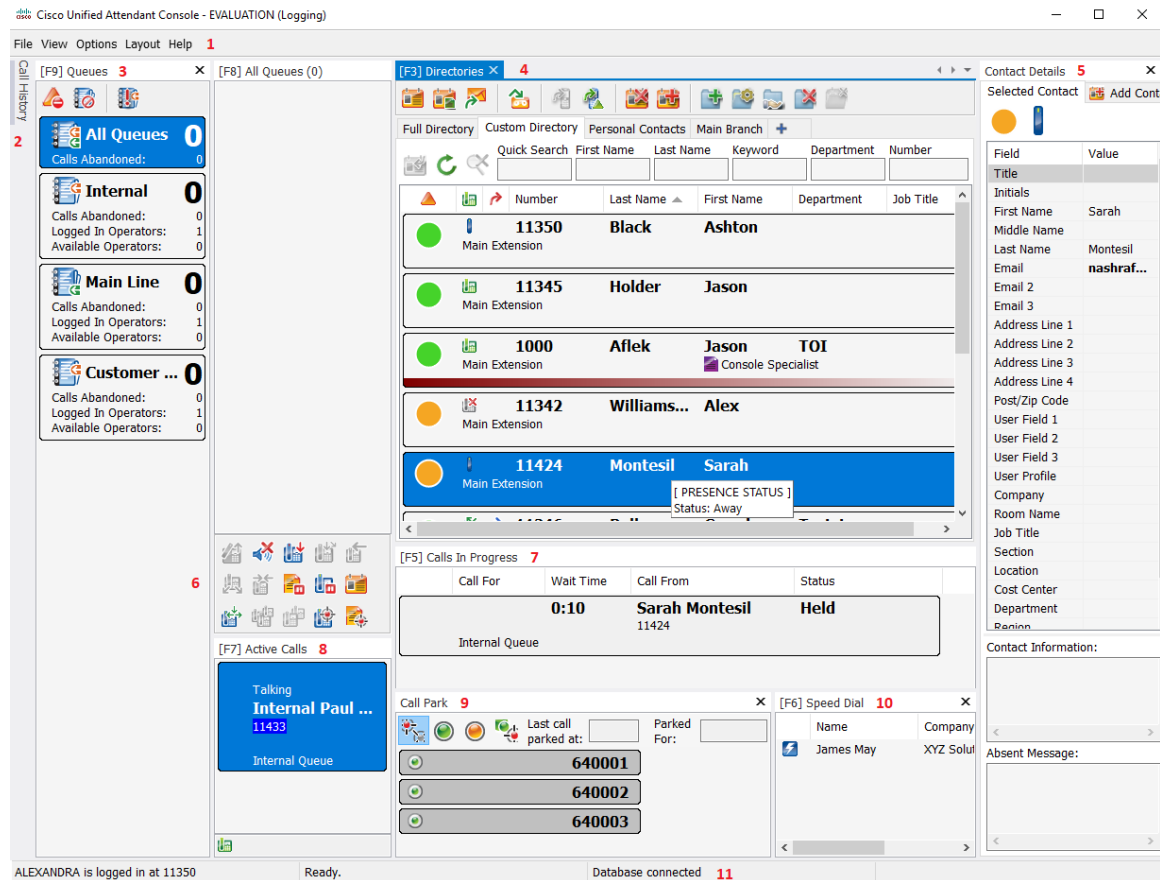 Cisco Unified Attendant Console - EVALUATION (Logging)
File View Options Layout Help 1
Call History
2
[F9] Queues 3
All Queues 0
Calls Abandoned: 0
Internal 0
Calls Abandoned: 0
Logged In Operators: 1
Available Operators: 0
Main Line 0
Calls Abandoned: 0
Logged In Operators: 1
Available Operators: 0
Customer ... 0
Calls Abandoned: 0
Logged In Operators: 1
Available Operators: 0
[F8] All Queues (0)
6
[F7] Active Calls 8
Talking
Internal Paul ...
11433
Internal Queue
[F3] Directories 4
Full Directory Custom Directory Personal Contacts Main Branch
Quick Search First Name Last Name Keyword Department Number
Number Last Name First Name Department Job Title
11350 Black Ashton
Main Extension
11345 Holder Jason
Main Extension
1000 Aflek Jason TOI
Main Extension Console Specialist
11342 Williams... Alex
Main Extension
11424 Montesil Sarah
Main Extension
[ PRESENCE STATUS ]
Status: Away
[F5] Calls In Progress 7
Call For Wait Time Call From Status
0:10 Sarah Montesil Held
11424
Internal Queue
Call Park 9
Last call parked at:
Parked For:
640001
640002
640003
[F6] Speed Dial 10
Name Company
James May XYZ Solut
Contact Details 5
Selected Contact Add Cont
Field Value
Title
Initials
First Name Sarah
Middle Name
Last Name Montesil
Email nashraf...
Email 2
Email 3
Address Line 1
Address Line 2
Address Line 3
Address Line 4
Post/Zip Code
User Field 1
User Field 2
User Field 3
User Profile
Company
Room Name
Job Title
Section
Location
Cost Center
Department
Region
Contact Information:
Absent Message:
ALEXANDRA is logged in at 11350 Ready. Database connected 11